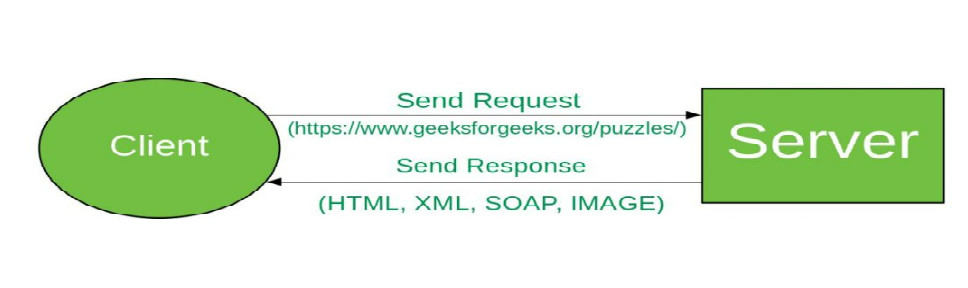 Client
Send Request
(https://www.geeksforgeeks.org/puzzles/)
Send Response
(HTML, XML, SOAP, IMAGE)
Server